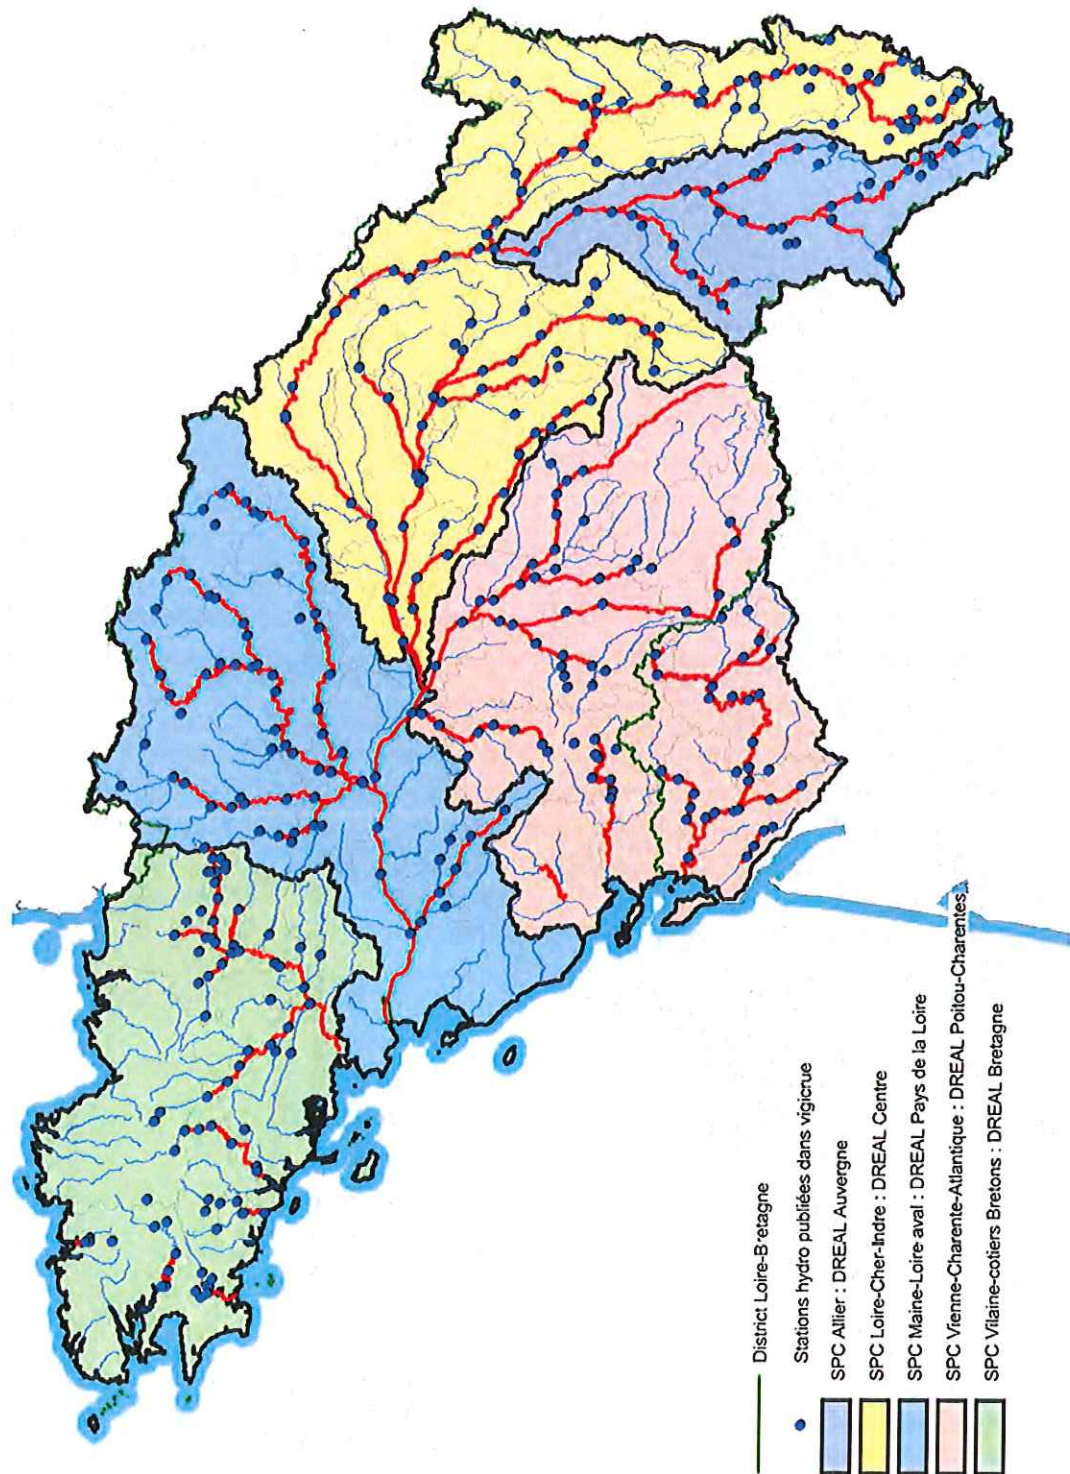 District Loire-Bretagne
Stations hydro publiées dans vigicrue
SPC Allier : DREAL Auvergne
SPC Loire-Cher-Indre : DREAL Centre
SPC Maine-Loire aval : DREAL Pays de la Loire
SPC Vienne-Charente-Atlantique : DREAL Poitou-Charentes
SPC Vilaine-cotiers Bretons : DREAL Bretagne